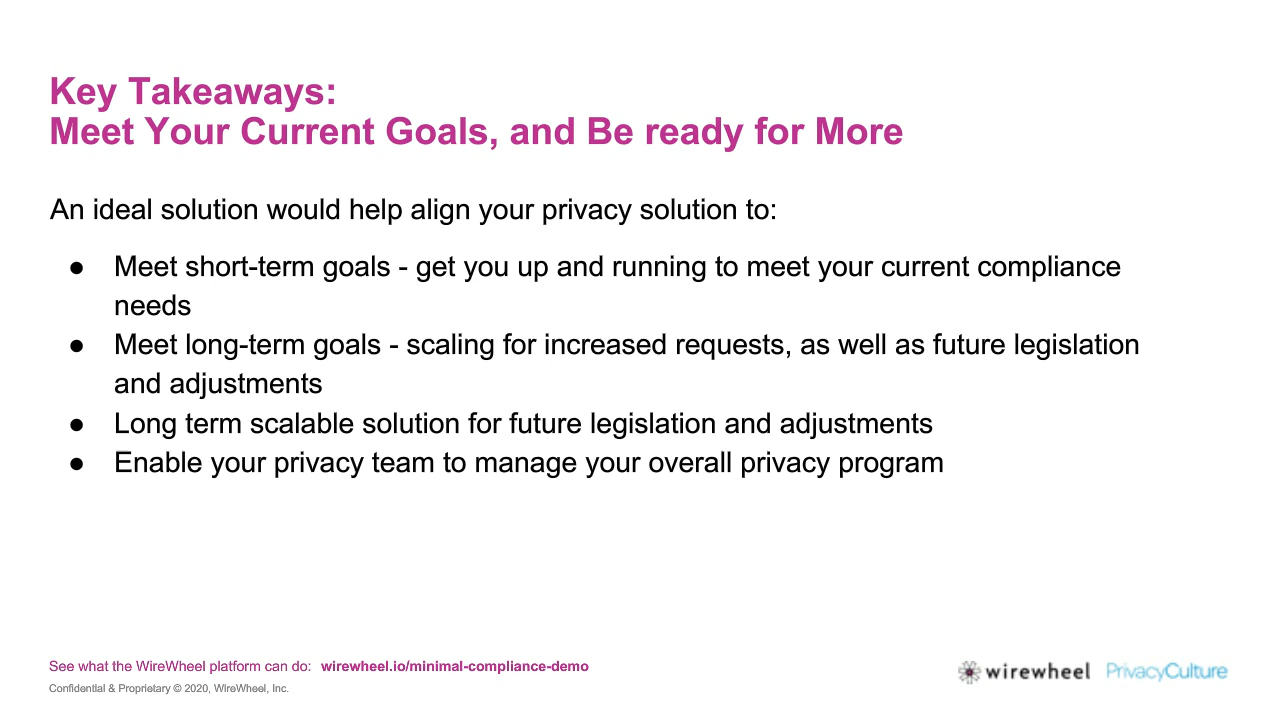 Key Takeaways:
Meet Your Current Goals, and Be ready for More
An ideal solution would help align your privacy solution to:
● Meet short-term goals - get you up and running to meet your current compliance
needs
● Meet long-term goals - scaling for increased requests, as well as future legislation
and adjustments
● Long term scalable solution for future legislation and adjustments
● Enable your privacy team to manage your overall privacy program
See what the WireWheel platform can do: wirewheel.io/minimal-compliance-demo
Confidential & Proprietary © 2020, WireWheel, Inc.
wirewheel PrivacyCulture